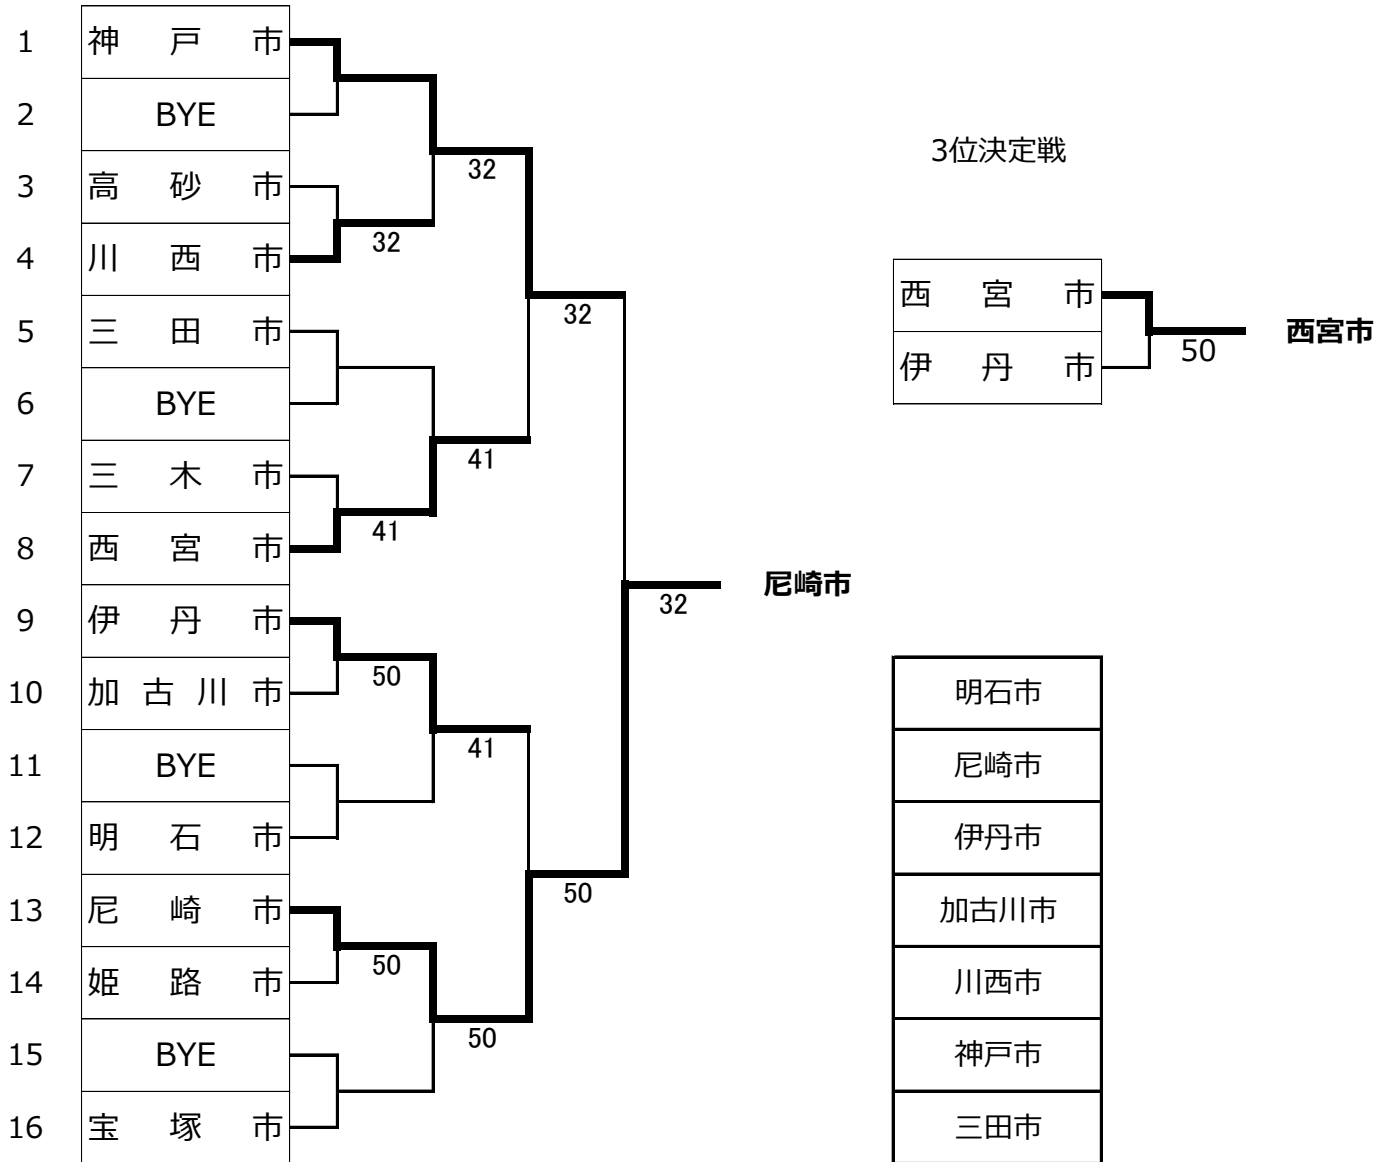 1 神戸市
2 BYE
3 高砂市
4 川西市
5 三田市
6 BYE
7 三木市
8 西宮市
9 伊丹市
10 加古川市
11 BYE
12 明石市
13 尼崎市
14 姫路市
15 BYE
16 宝塚市
32
41
50
50
32
41
41
50
32
50
32
尼崎市
3位決定戦
西宮市
伊丹市
50
西宮市
明石市
尼崎市
伊丹市
加古川市
川西市
神戸市
三田市